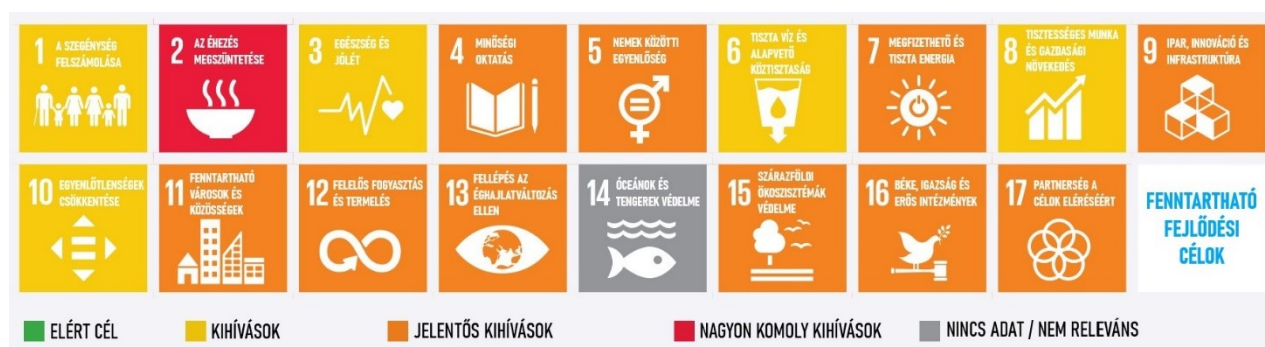 1 A SZEGÉNYSÉG
FELSZÁMOLÁSA
2 AZ ÉHEZÉS
MEGSZÜNTETÉSE
3 EGÉSZSÉG ÉS
JÓLÉT
4 MINŐSÉGI
OKTATÁS
5 NEMEK KÖZÖTTI
EGYENLŐSÉG
6 TISZTA VÍZ ÉS
ALAPVETŐ
KÖZTISZTASÁG
7 MEGFIZETHETŐ ÉS
TISZTA ENERGIA
8 TISZTESSÉGES MUNKA
ÉS GAZDASÁGI
NÖVEKEDÉS
9 IPAR, INNOVÁCIÓ ÉS
INFRASTRUKTÚRA
10 EGYENLŐTLENSÉGEK
CSÖKKENTÉSE
11 FENNTARTHATÓ
VÁROSOK ÉS
KÖZÖSSÉGEK
12 FELELŐS FOGYASZTÁS
ÉS TERMELÉS
13 FELLÉPÉS AZ
ÉGHAJLATVÁLTOZÁS
ELLEN
14 ÓCEÁNOK ÉS
TENGEREK VÉDELME
15 SZÁRAZFÖLDI
ÖKOSZISZTÉMÁK
VÉDELME
16 BÉKE, IGAZSÁG ÉS
ERŐS INTÉZMÉNYEK
17 PARTNERSÉG A
CÉLOK ELÉRÉSÉÉRT
FENNTARTHATÓ
FEJLŐDÉSI
CÉLOK
ELÉRT CÉL
KIHÍVÁSOK
JELENTŐS KIHÍVÁSOK
NAGYON KOMOLY KIHÍVÁSOK
NINCS ADAT / NEM RELEVÁNS